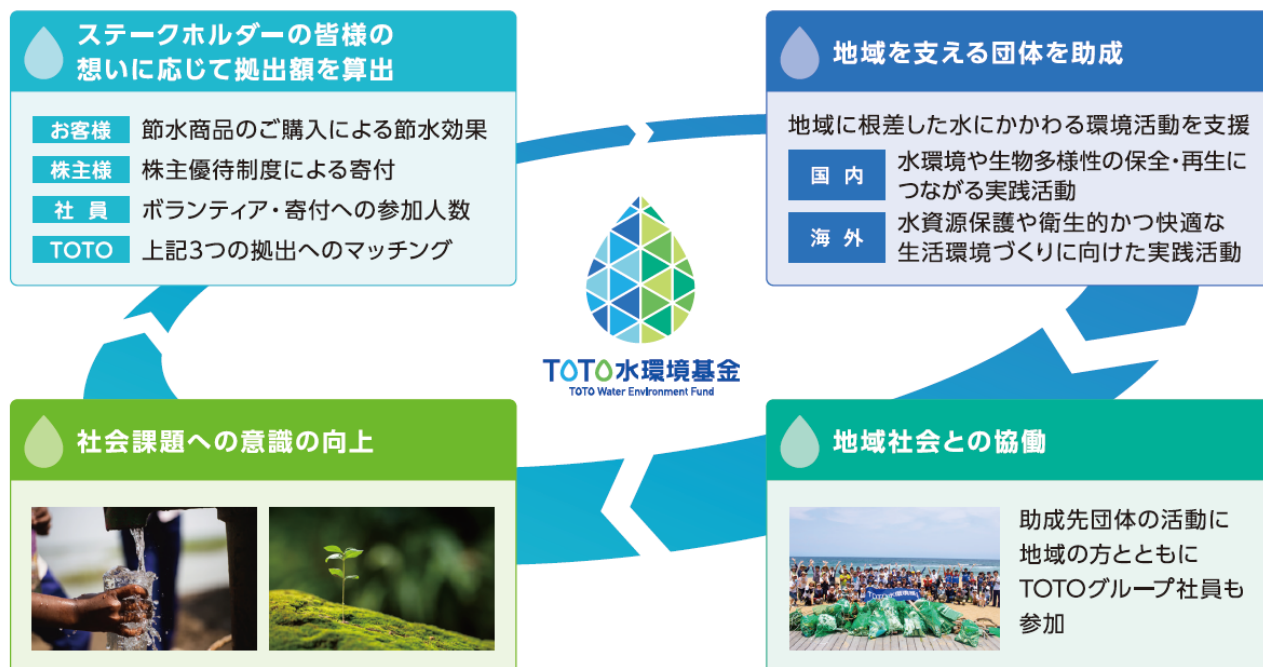 ステークホルダーの皆様の
想いに応じて拠出額を算出
お客様 節水商品のご購入による節水効果
株主様 株主優待制度による寄付
社 員 ボランティア・寄付への参加人数
TOTO 上記3つの拠出へのマッチング
地域を支える団体を助成
地域に根差した水にかかわる環境活動を支援
国 内 水環境や生物多様性の保全・再生に
つながる実践活動
海 外 水資源保護や衛生的かつ快適な
生活環境づくりに向けた実践活動
TOTO水環境基金
TOTO Water Environment Fund
社会課題への意識の向上
地域社会との協働
助成先団体の活動に
地域の方とともに
TOTOグループ社員も
参加
TOTO水環境基金